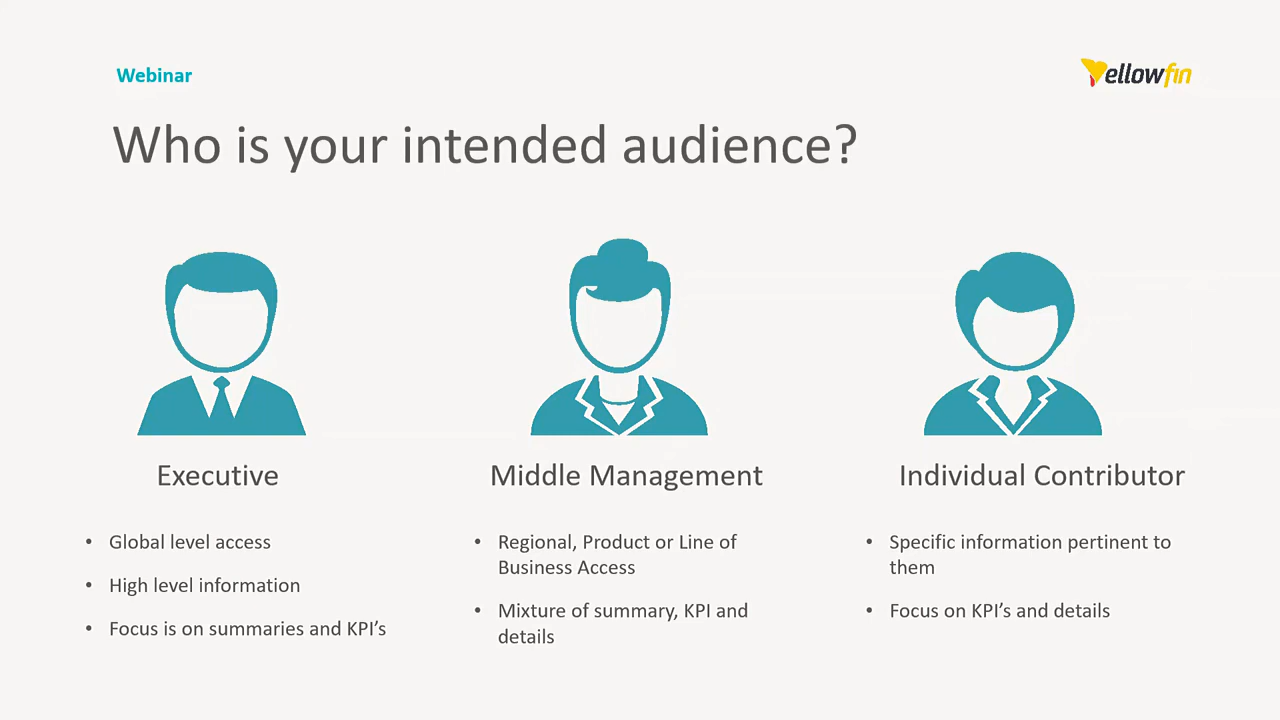 Webinar
Yellowfin
Who is your intended audience?
Executive
• Global level access
• High level information
• Focus is on summaries and KPI’s
Middle Management
• Regional, Product or Line of
Business Access
• Mixture of summary, KPI and
details
Individual Contributor
• Specific information pertinent to
them
• Focus on KPI’s and details